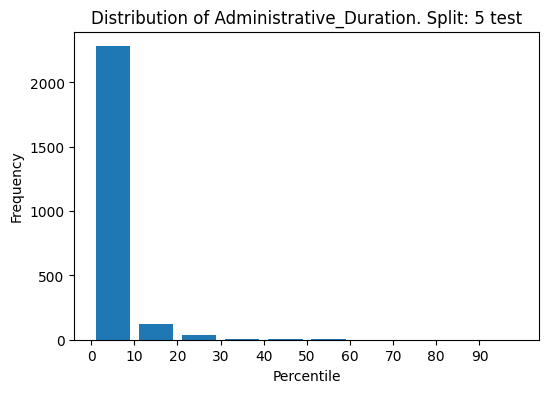 Distribution of Administrative_Duration. Split: 5 test
Frequency
2000
1500
1000
500
0
0 10 20 30 40 50 60 70 80 90
Percentile